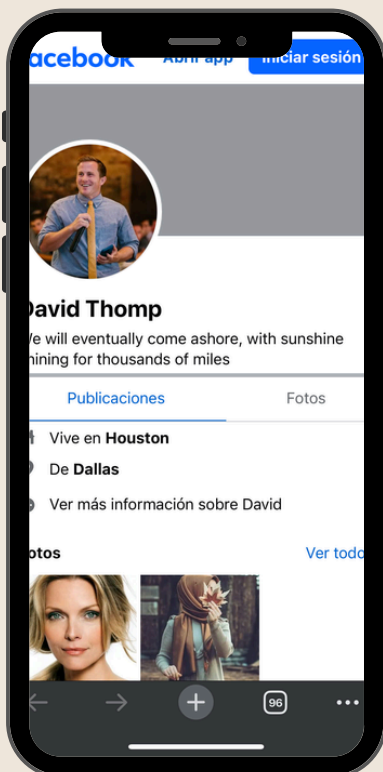 acebook Abrir app Iniciar sesión
David Thomp
We will eventually come ashore, with sunshine
hining for thousands of miles
Publicaciones Fotos
Vive en Houston
De Dallas
Ver más información sobre David
otos Ver todo
96